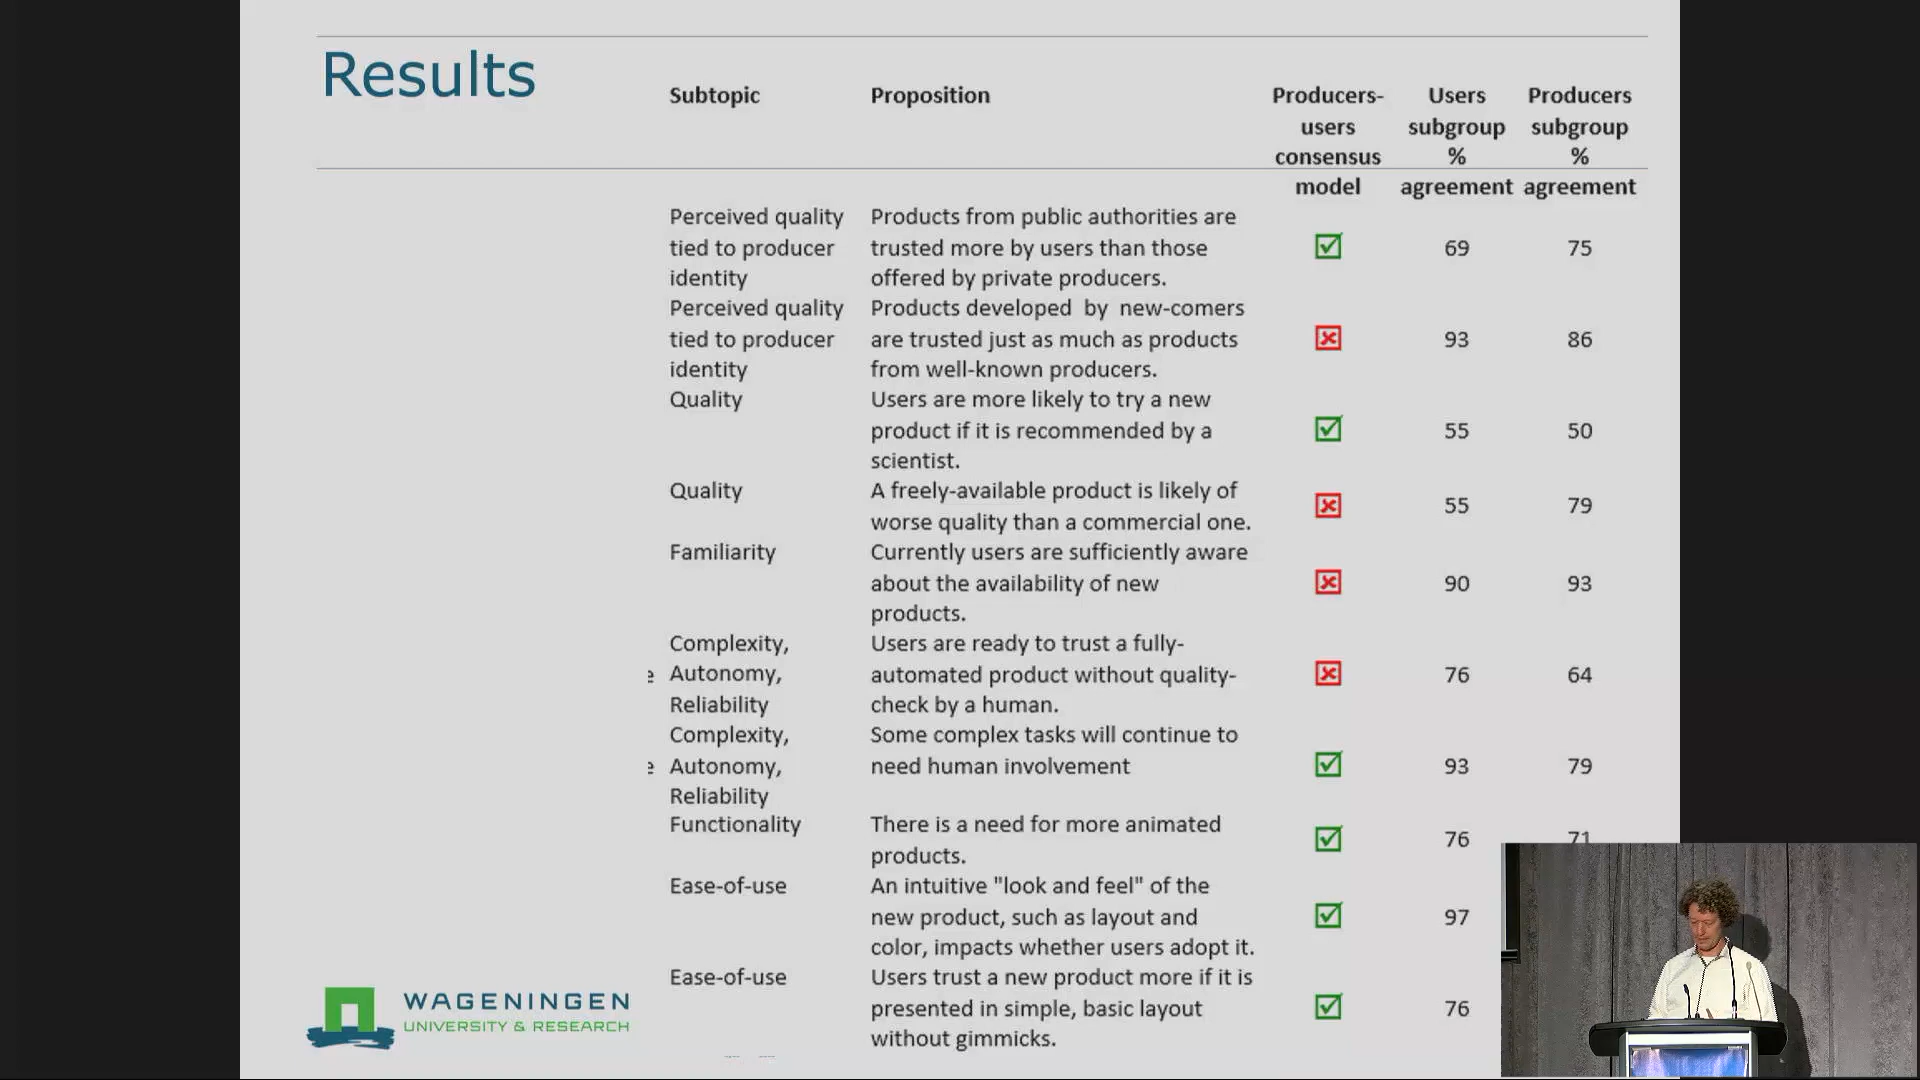 Results
Subtopic Proposition Producers- Users Producers
users subgroup subgroup
consensus % %
model agreement agreement
Perceived quality Products from public authorities are
tied to producer trusted more by users than those 69 75
identity offered by private producers.
Perceived quality Products developed by new-comers
tied to producer are trusted just as much as products 93 86
identity from well-known producers.
Quality Users are more likely to try a new
product if it is recommended by a 55 50
scientist.
Quality A freely-available product is likely of
worse quality than a commercial one. 55 79
Familiarity Currently users are sufficiently aware
about the availability of new 90 93
products.
Complexity, Users are ready to trust a fully-
e Autonomy, automated product without quality- 76 64
Reliability check by a human.
Complexity, Some complex tasks will continue to
e Autonomy, need human involvement 93 79
Reliability
Functionality There is a need for more animated 76 71
products.
Ease-of-use An intuitive "look and feel" of the
new product, such as layout and 97
color, impacts whether users adopt it.
Ease-of-use Users trust a new product more if it is
presented in simple, basic layout 76
without gimmicks.
WAGENINGEN
UNIVERSITY & RESEARCH